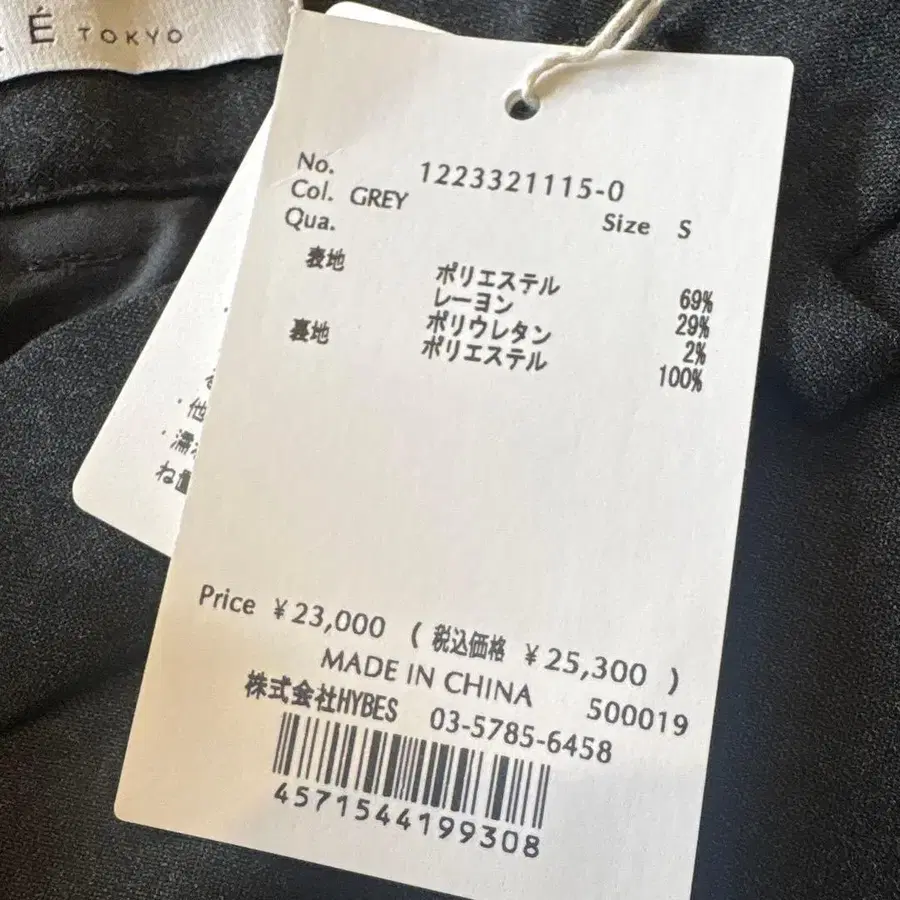 É TOKYO
No. 1223321115-0
Col. GREY
Size S
Qua.
表地 ポリエステル 69%
レーヨン 29%
ポリウレタン 2%
裏地 ポリエステル 100%
・他
・濡
ね
Price ¥23,000 ( 税込価格 ¥25,300 )
MADE IN CHINA 500019
株式会社HYBES 03-5785-6458
4571544199308